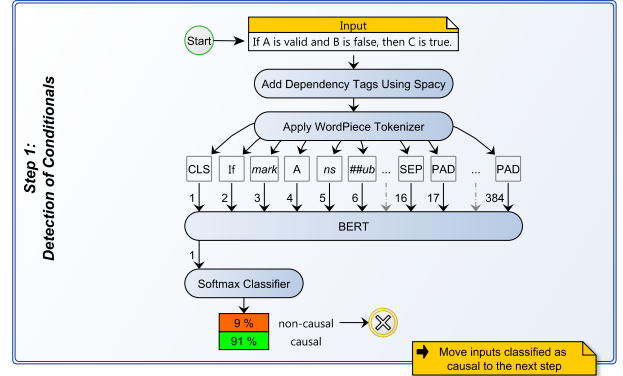 Step 1:
Detection of Conditionals
Start
Input
If A is valid and B is false, then C is true.
Add Dependency Tags Using Spacy
Apply WordPiece Tokenizer
CLS If mark A ns ##ub ... SEP PAD ... PAD
1 2 3 4 5 6 16 17 384
BERT
1
Softmax Classifier
9 % non-causal
91 % causal
Move inputs classified as
causal to the next step